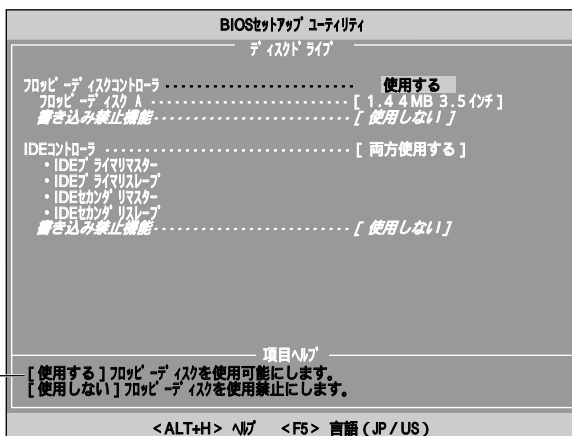 BIOSセットアップ ユーティリティ
ディスクドライブ
フロッピーディスクコントローラ ························ 使用する
フロッピーディスク A ··························[ 1.44MB 3.5インチ ]
書き込み禁止機能·························[ 使用しない ]
IDEコントローラ ·······························[ 両方使用する ]
・IDEプライマリマスター
・IDEプライマリスレーブ
・IDEセカンダリマスター
・IDEセカンダリスレーブ
書き込み禁止機能·························[ 使用しない ]
項目ヘルプ
[ 使用する ] フロッピーディスクを使用可能にします。
[ 使用しない ] フロッピーディスクを使用禁止にします。
<ALT+H> ヘルプ <F5> 言語 ( JP / US )